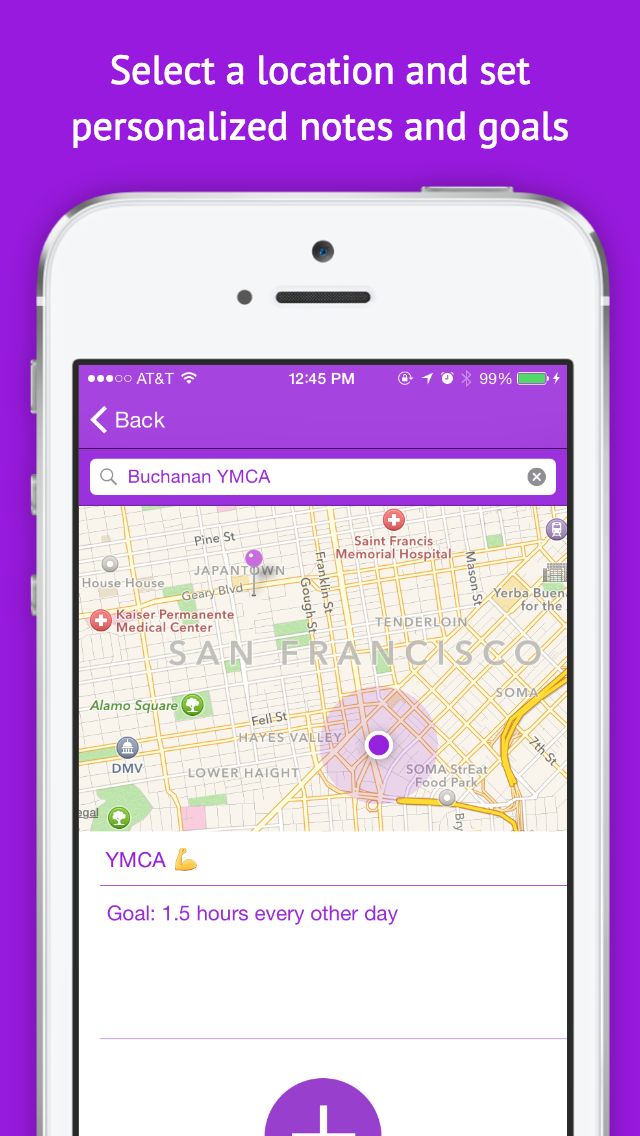 Select a location and set
personalized notes and goals
AT&T
12:45 PM
99%
Back
Buchanan YMCA
Pine St
Saint Francis
Memorial Hospital
JAPANTOWN
House House
Geary Blvd
Franklin St
Gough St
Mason St
Yerba Buen
for the
Kaiser Permanente
Medical Center
TENDERLOIN
SAN FRANCISCO
SOMA
Alamo Square
Fell St
HAYES VALLEY
7th St
DMV
LOWER HAIGHT
SOMA StrEat
Food Park
egal
Bry
YMCA 💪
Goal: 1.5 hours every other day